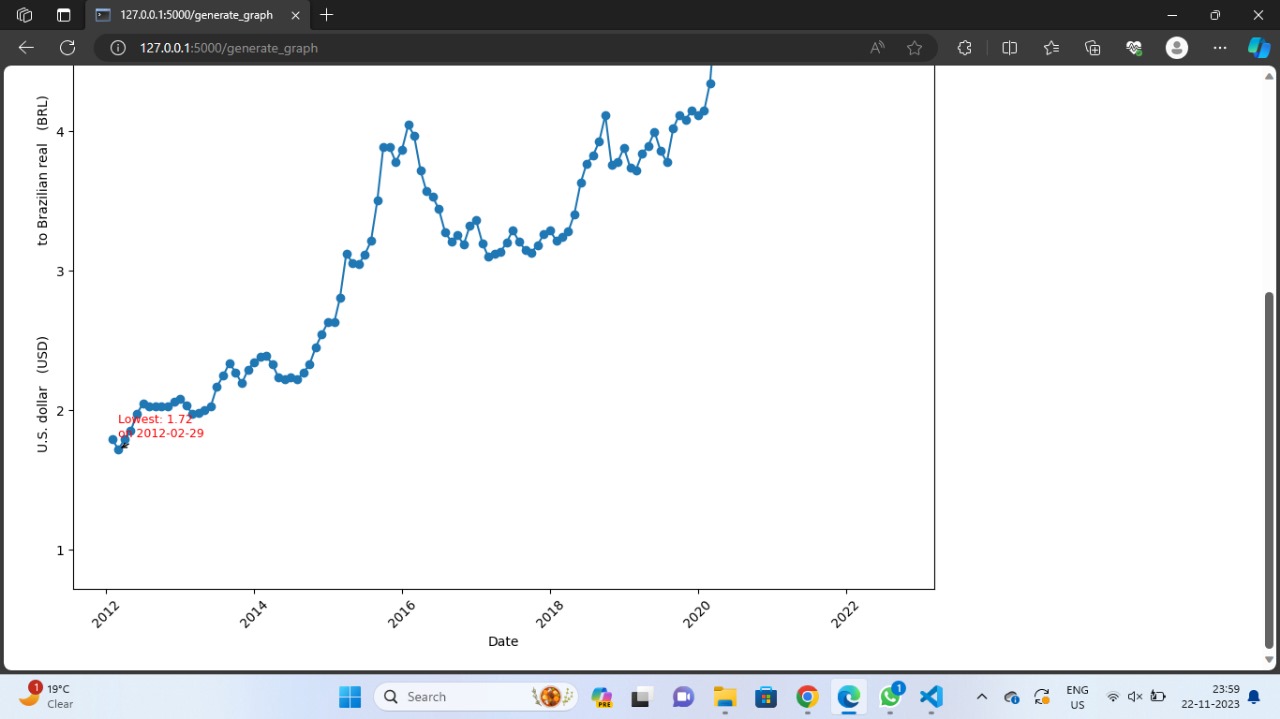 127.0.0.1:5000/generate_graph
127.0.0.1:5000/generate_graph
4
3
2
1
U.S. dollar (USD) to Brazilian real (BRL)
Lowest: 1.72
on 2012-02-29
2012 2014 2016 2018 2020 2022
Date
1
19°C
Clear
Search
PRE
1
ENG
US
23:59
22-11-2023